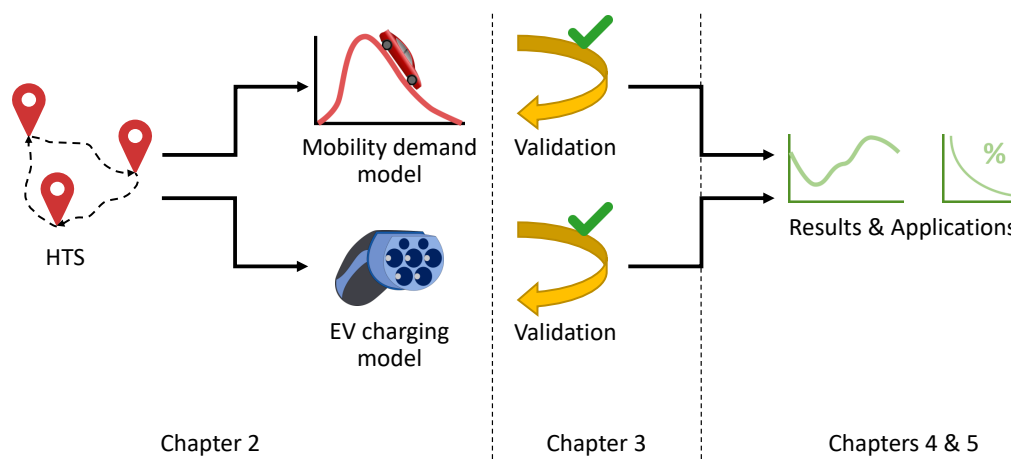 HTS
Mobility demand
model
EV charging
model
Validation
Validation
%
Results & Applications
Chapter 2
Chapter 3
Chapters 4 & 5